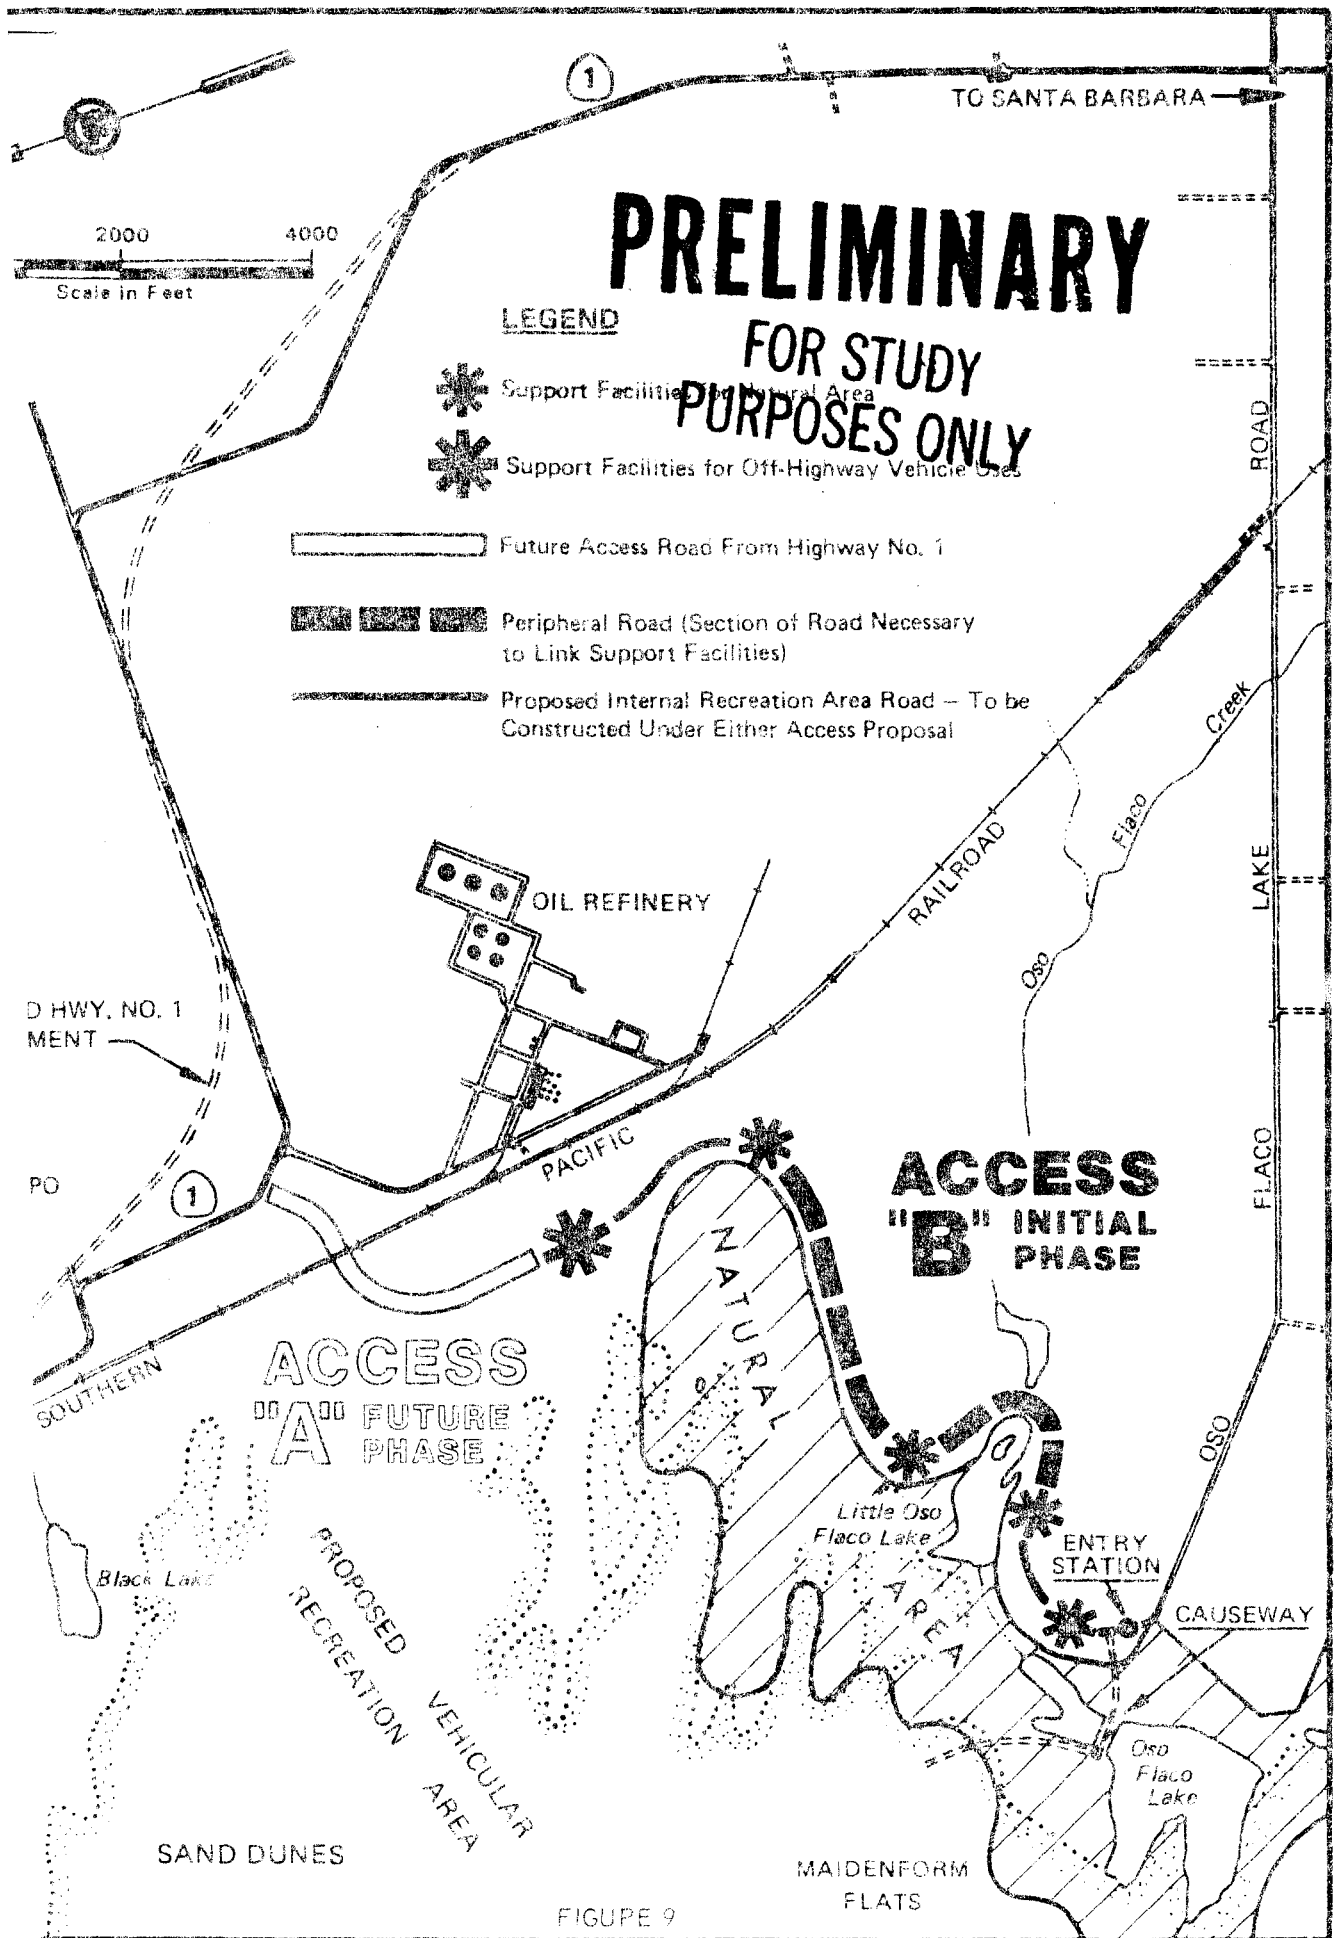 1
TO SANTA BARBARA
2000 4000
Scale in Feet
PRELIMINARY
FOR STUDY
PURPOSES ONLY
LEGEND
Support Facilities for Natural Area
Support Facilities for Off-Highway Vehicle Uses
Future Access Road From Highway No. 1
Peripheral Road (Section of Road Necessary
to Link Support Facilities)
Proposed Internal Recreation Area Road – To be
Constructed Under Either Access Proposal
ROAD
LAKE
FLACO
OSO
Creek
Flaco
Oso
RAILROAD
PACIFIC
SOUTHERN
OIL REFINERY
D HWY. NO. 1
MENT
PO
1
ACCESS
"B" INITIAL
PHASE
ACCESS
"A" FUTURE
PHASE
NATURAL
AREA
Little Oso
Flaco Lake
ENTRY
STATION
CAUSEWAY
Black Lake
PROPOSED
RECREATION
VEHICULAR
AREA
Oso
Flaco
Lake
SAND DUNES
MAIDENFORM
FLATS
FIGUPE 9